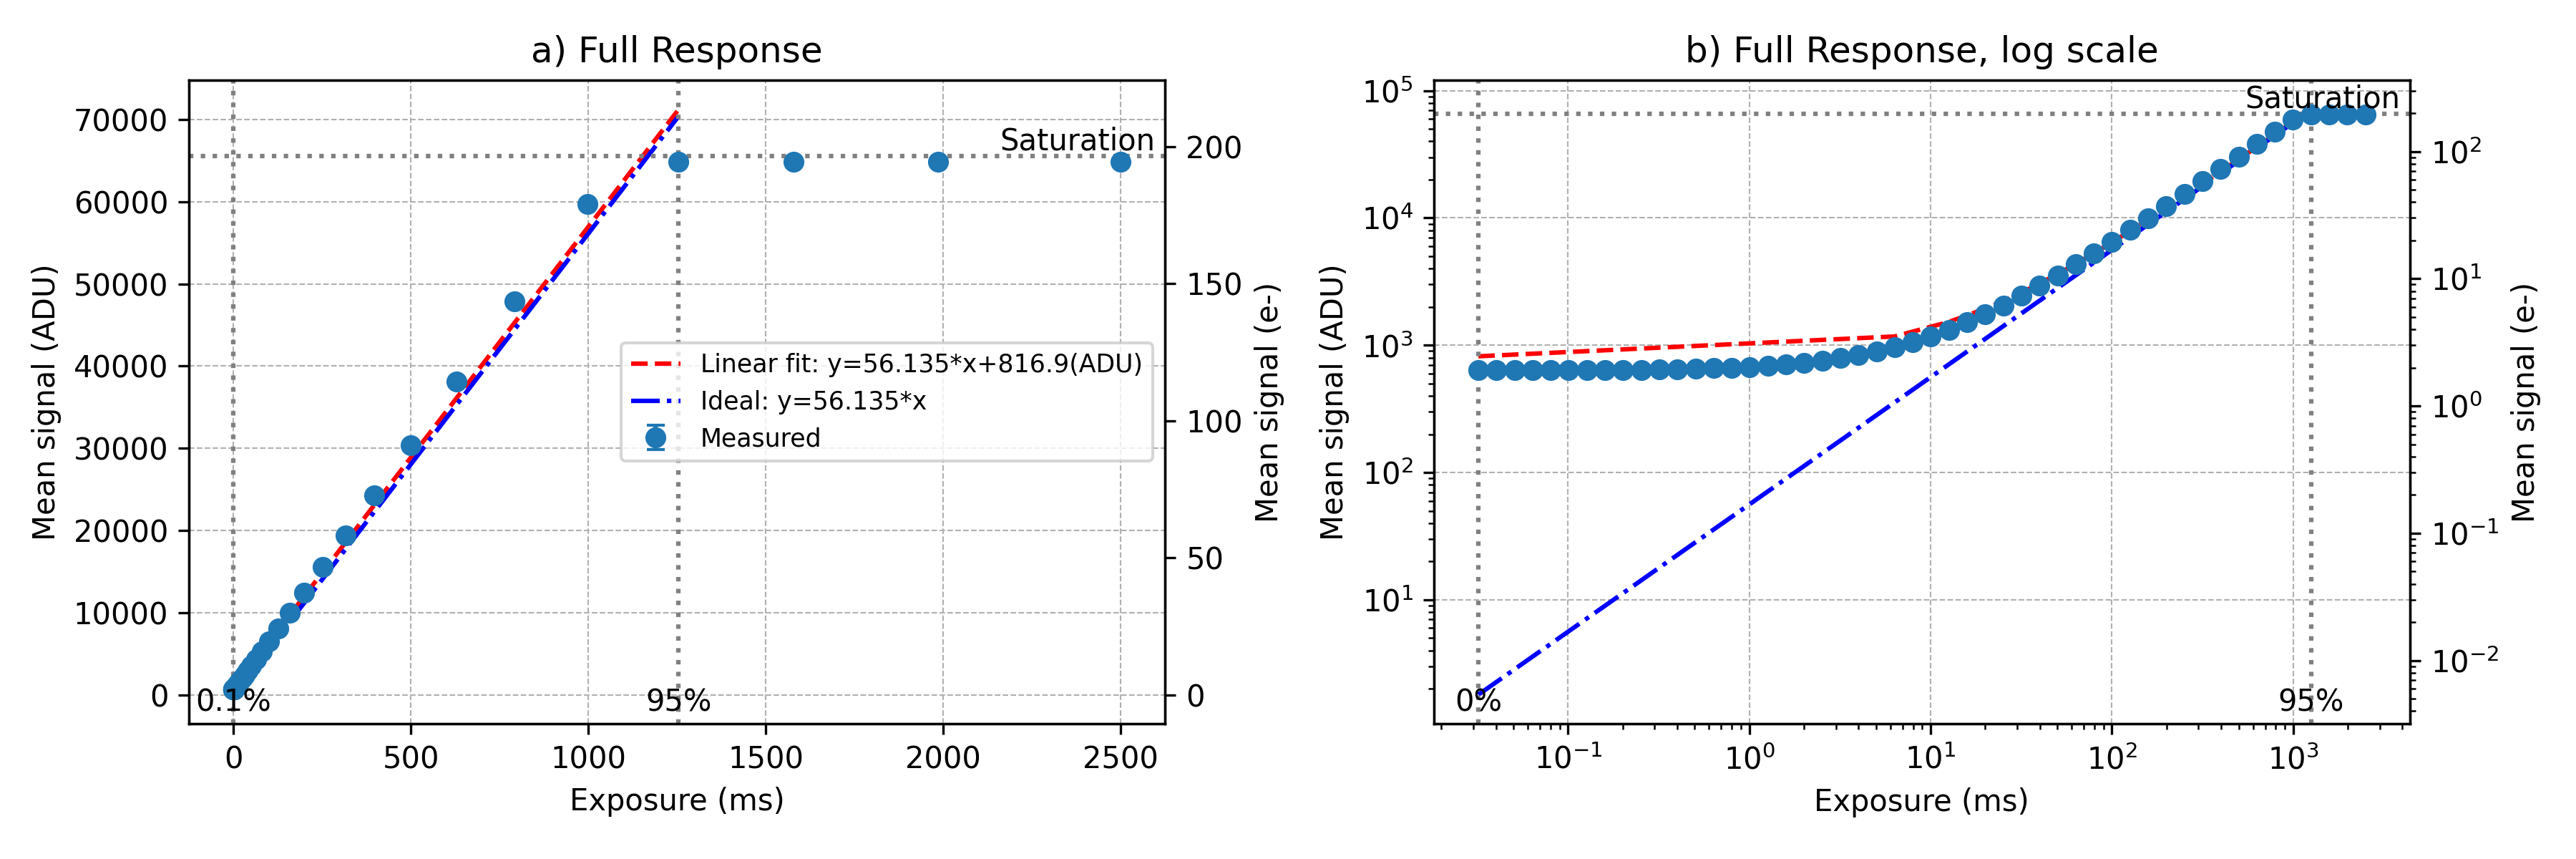 a) Full Response
70000
60000
50000
40000
30000
20000
10000
0
Mean signal (ADU)
Saturation
200
150
100
50
0
Mean signal (e-)
Linear fit: y=56.135*x+816.9(ADU)
Ideal: y=56.135*x
Measured
0.1%
95%
0 500 1000 1500 2000 2500
Exposure (ms)
b) Full Response, log scale
10⁵
10⁴
10³
10²
10¹
Mean signal (ADU)
Saturation
10²
10¹
10⁰
10⁻¹
10⁻²
Mean signal (e-)
0%
95%
10⁻¹ 10⁰ 10¹ 10² 10³
Exposure (ms)